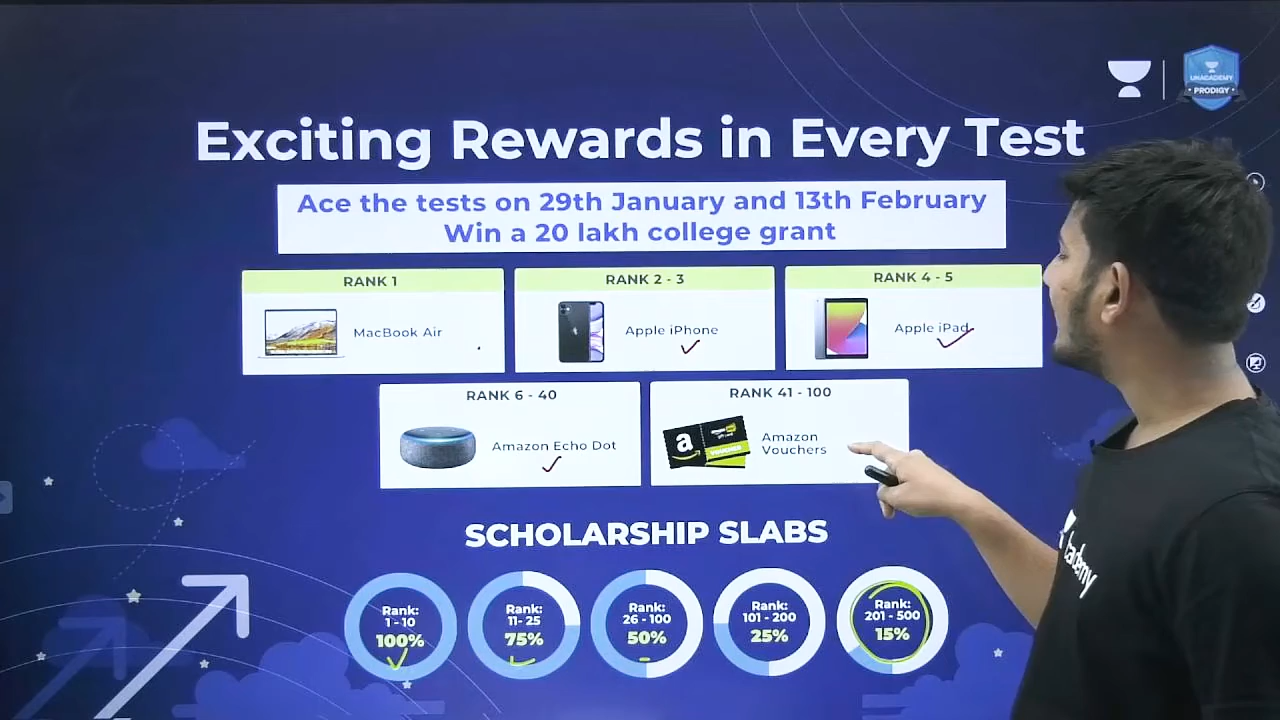 UNACADEMY
PRODIGY
Exciting Rewards in Every Test
Ace the tests on 29th January and 13th February
Win a 20 lakh college grant
RANK 1
MacBook Air
RANK 2 - 3
Apple iPhone
RANK 4 - 5
Apple iPad
RANK 6 - 40
Amazon Echo Dot
RANK 41 - 100
a
VOUCHER
Amazon
Vouchers
SCHOLARSHIP SLABS
Rank:
1 - 10
100%
Rank:
11- 25
75%
Rank:
26 - 100
50%
Rank:
101 - 200
25%
Rank:
201 - 500
15%
cademy